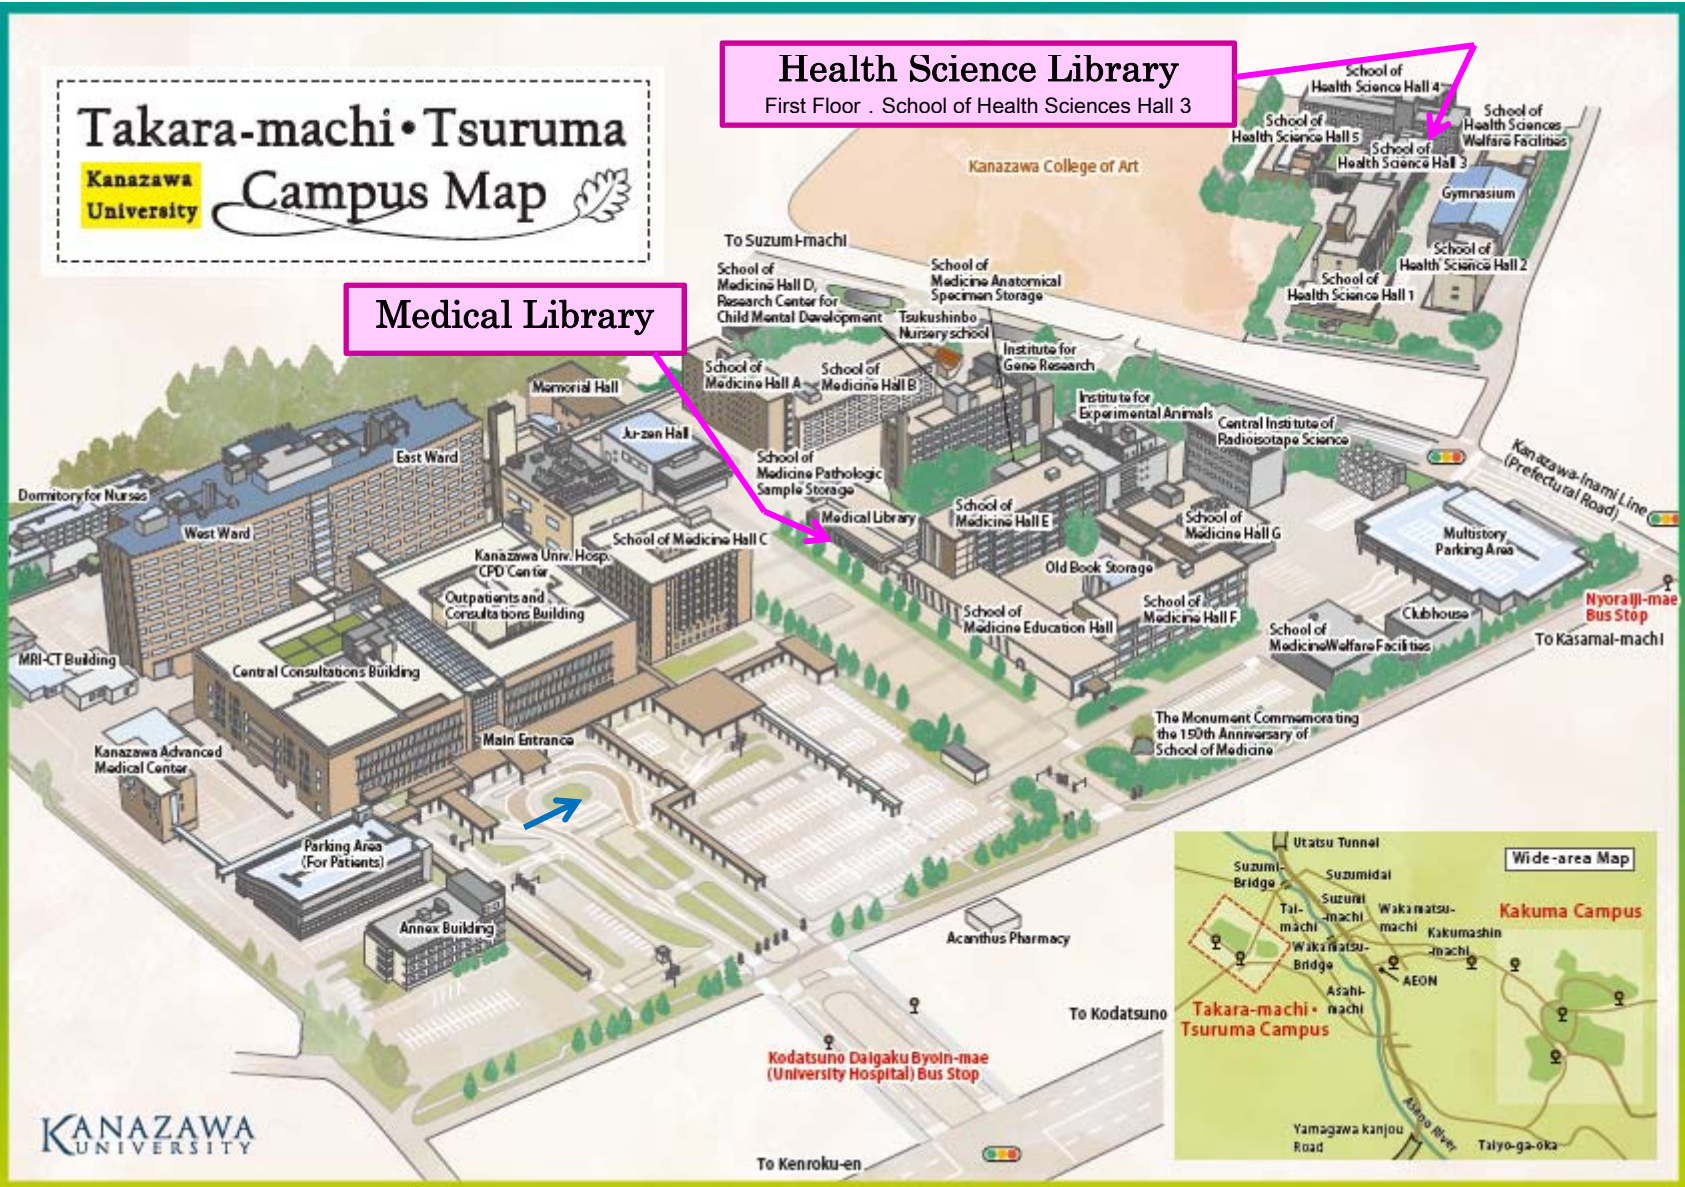 Takara-machi • Tsuruma
Kanazawa
University
Campus Map
Health Science Library
First Floor . School of Health Sciences Hall 3
School of
Health Science Hall 4
School of
Health Sciences
Welfare Facilities
School of
Health Science Hall 5
School of
Health Science Hall 3
Kanazawa College of Art
Gymnasium
School of
Health Science Hall 2
School of
Health Science Hall 1
To Suzumi-machi
School of
Medicine Hall D,
Research Center for
Child Mental Development
School of
Medicine Anatomical
Specimen Storage
Tsukushinbo
Nursery school
Medical Library
Institute for
Gene Research
School of
Medicine Hall A
School of
Medicine Hall B
Memorial Hall
Institute for
Experimental Animals
Central Institute of
Radioisotape Science
Ju-zen Hall
East Ward
Kanazawa-Inami Line
(Prefectural Road)
School of
Medicine Pathologic
Sample Storage
Dormitory for Nurses
West Ward
Medical Library
School of
Medicine Hall E
School of
Medicine Hall G
Multistory
Parking Area
School of Medicine Hall C
Kanazawa Univ. Hosp.
CPD Center
Old Book Storage
Outpatients and
Consultations Building
School of
Medicine Education Hall
School of
Medicine Hall F
Clubhouse
Nyoraiji-mae
Bus Stop
School of
MedicineWelfare Facilities
To Kasamai-machi
MRI-CT Building
Central Consultations Building
The Monument Commemorating
the 150th Anniversary of
School of Medicine
Main Entrance
Kanazawa Advanced
Medical Center
Parking Area
(For Patients)
Annex Building
Acanthus Pharmacy
Wide-area Map
Utatsu Tunnel
Suzumi-
Bridge
Suzumidai
Suzumi
-machi
Tai-
machi
Wakamatsu-
machi
Kakuma Campus
Kakumashin
-machi
Wakamatsu-
Bridge
AEON
Asahi-
machi
Takara-machi •
Tsuruma Campus
Asano River
Yamagawa kanjou
Road
Taiyo-ga-oka
To Kodatsuno
Kodatsuno Daigaku Byoin-mae
(University Hospital) Bus Stop
To Kenroku-en
KANAZAWA
UNIVERSITY